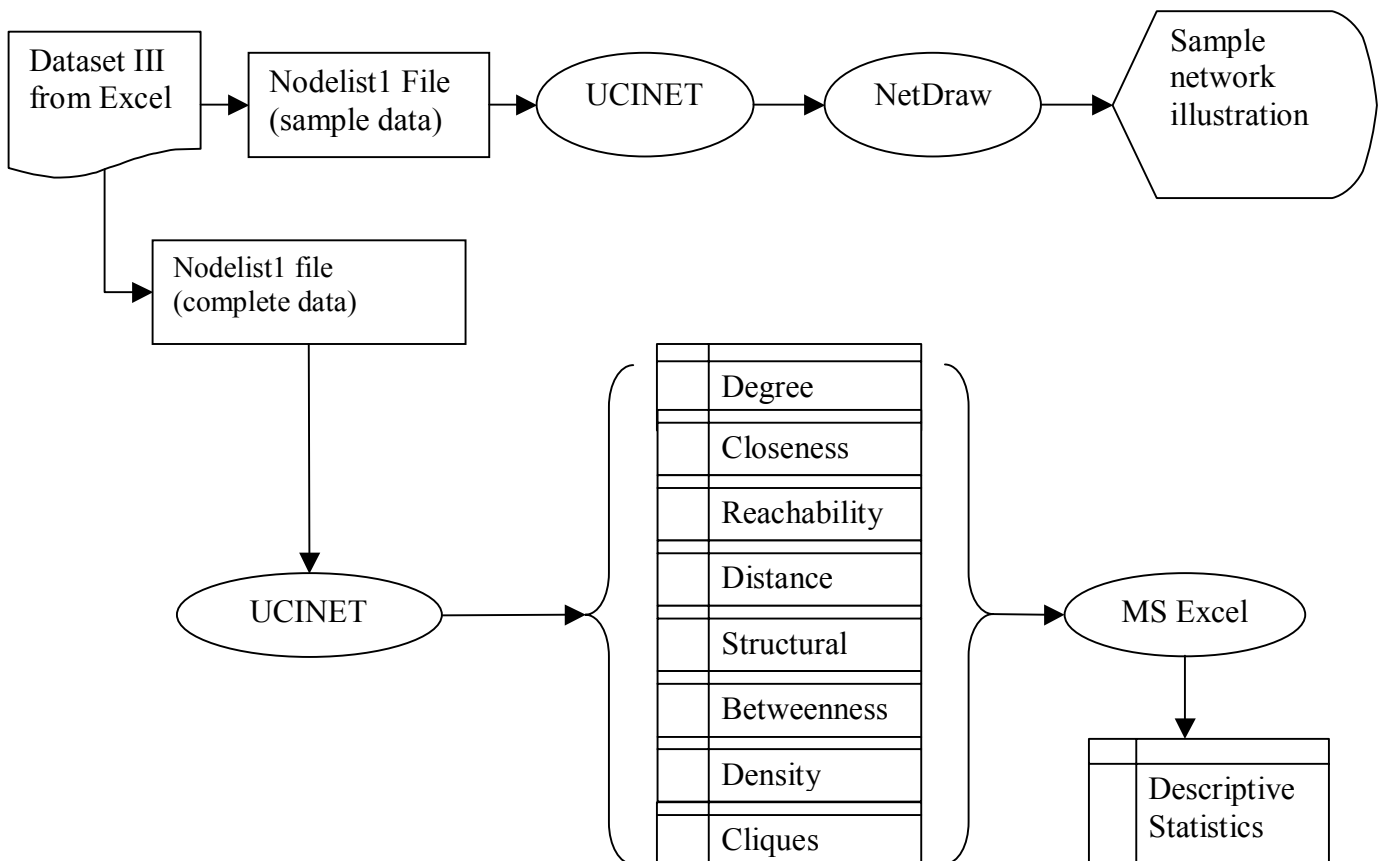 Dataset III
from Excel
Nodelist1 File
(sample data)
UCINET
NetDraw
Sample
network
illustration
Nodelist1 file
(complete data)
UCINET
Degree
Closeness
Reachability
Distance
Structural
Betweenness
Density
Cliques
MS Excel
Descriptive
Statistics